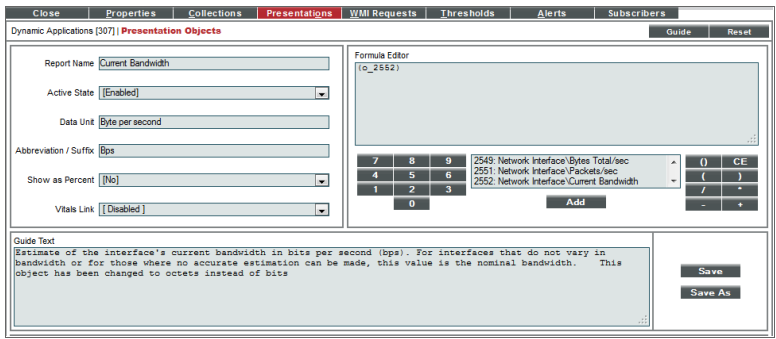 Close Properties Collections Presentations WMI Requests Thresholds Alerts Subscribers
Dynamic Applications [307] | Presentation Objects Guide Reset
Report Name Current Bandwidth
Active State [Enabled]
Data Unit Byte per second
Abbreviation / Suffix Bps
Show as Percent [No]
Vitals Link [ Disabled ]
Formula Editor
(o_2552)
7 8 9
4 5 6
1 2 3
0
2549: Network Interface\Bytes Total/sec
2551: Network Interface\Packets/sec
2552: Network Interface\Current Bandwidth
Add
() CE
( )
/ *
- +
Guide Text
Estimate of the interface's current bandwidth in bits per second (bps). For interfaces that do not vary in
bandwidth or for those where no accurate estimation can be made, this value is the nominal bandwidth. This
object has been changed to octets instead of bits
Save
Save As